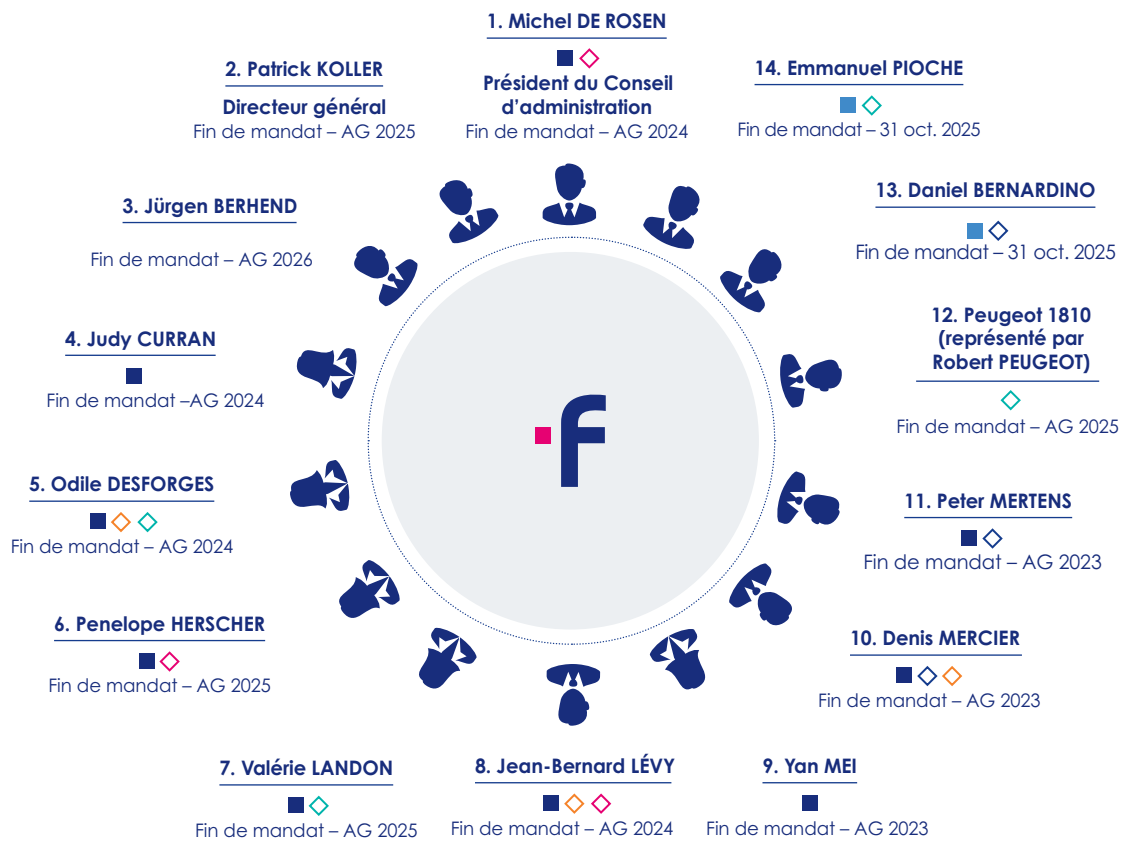 1. Michel DE ROSEN
Président du Conseil
d’administration
Fin de mandat – AG 2024
2. Patrick KOLLER
Directeur général
Fin de mandat – AG 2025
3. Jürgen BERHEND
Fin de mandat – AG 2026
4. Judy CURRAN
Fin de mandat –AG 2024
5. Odile DESFORGES
Fin de mandat – AG 2024
6. Penelope HERSCHER
Fin de mandat – AG 2025
7. Valérie LANDON
Fin de mandat – AG 2025
8. Jean-Bernard LÉVY
Fin de mandat – AG 2024
9. Yan MEI
Fin de mandat – AG 2023
10. Denis MERCIER
Fin de mandat – AG 2023
11. Peter MERTENS
Fin de mandat – AG 2023
12. Peugeot 1810
(représenté par
Robert PEUGEOT)
Fin de mandat – AG 2025
13. Daniel BERNARDINO
Fin de mandat – 31 oct. 2025
14. Emmanuel PIOCHE
Fin de mandat – 31 oct. 2025
f